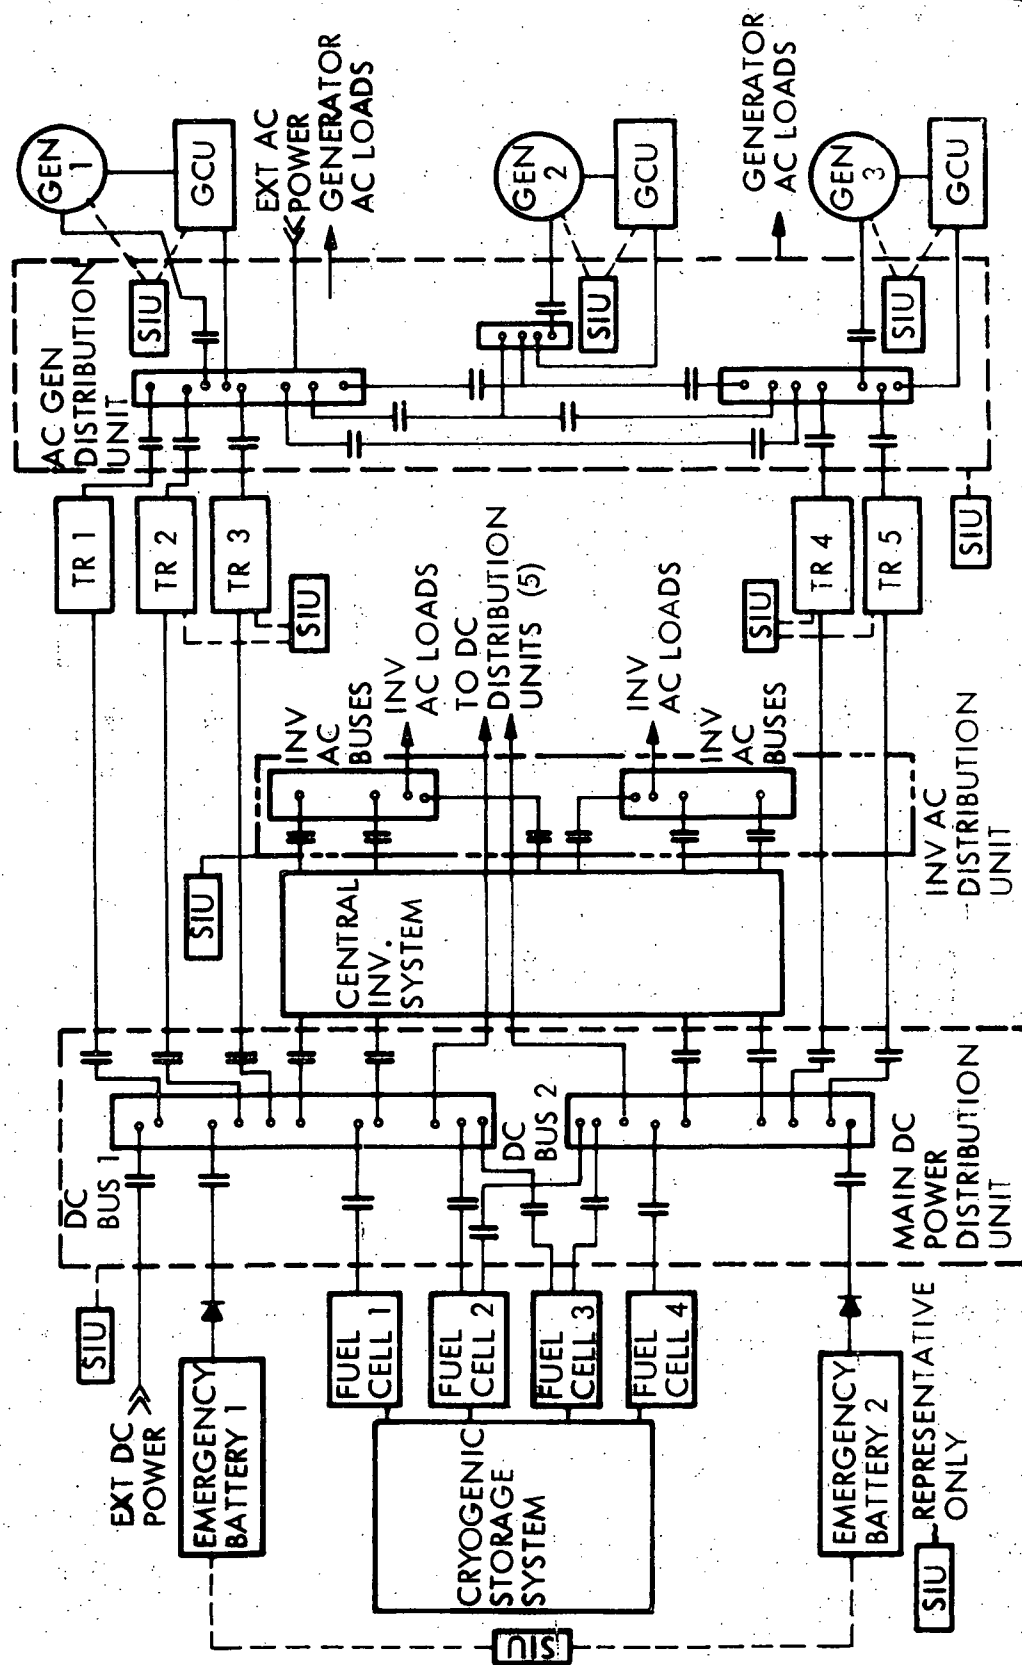 EXT DC
POWER
SIU
EMERGENCY
BATTERY 1
FUEL
CELL 1
FUEL
CELL 2
FUEL
CELL 3
FUEL
CELL 4
CRYOGENIC
STORAGE
SYSTEM
SIU
EMERGENCY
BATTERY 2
SIU
REPRESENTATIVE
ONLY
DC
BUS 1
DC
BUS 2
MAIN DC
POWER
DISTRIBUTION
UNIT
CENTRAL
INV.
SYSTEM
SIU
INV
AC BUSES
INV
AC LOADS
TO DC
DISTRIBUTION
UNITS (5)
INV
AC BUSES
INV
AC LOADS
INV AC
DISTRIBUTION
UNIT
TR 1
TR 2
TR 3
SIU
TR 4
TR 5
SIU
SIU
AC GEN
DISTRIBUTION
UNIT
SIU
GEN
1
GCU
EXT AC
POWER
GENERATOR
AC LOADS
SIU
GEN
2
GCU
GENERATOR
AC LOADS
SIU
GEN
3
GCU